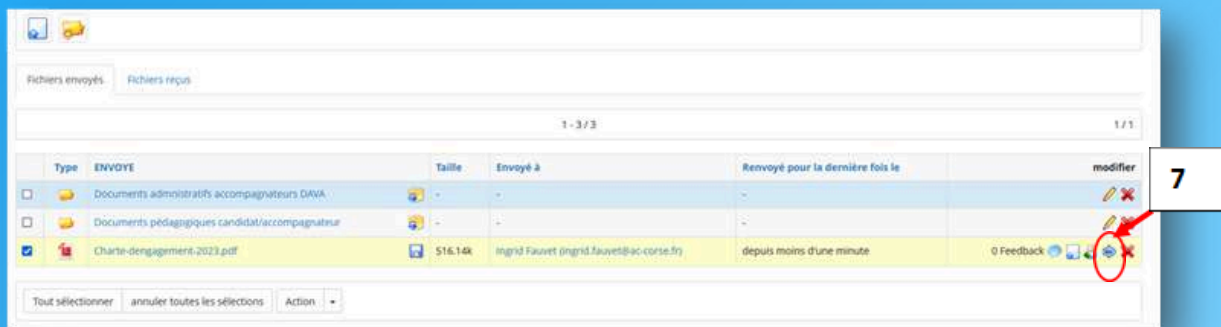 Fichiers envoyés Fichiers reçus
1 - 3 / 3 1 / 1
Type ENVOYE Taille Envoyé à Renvoyé pour la dernière fois le modifier
7
Documents administratifs accompagnateurs DAVA - - -
Documents pédagogiques candidat/accompagnateur - - -
Charte-dengagement-2023.pdf 516.14k Ingrid Fauvet (ingrid.fauvet@ac-corse.fr) depuis moins d'une minute 0 Feedback
Tout sélectionner annuler toutes les sélections Action